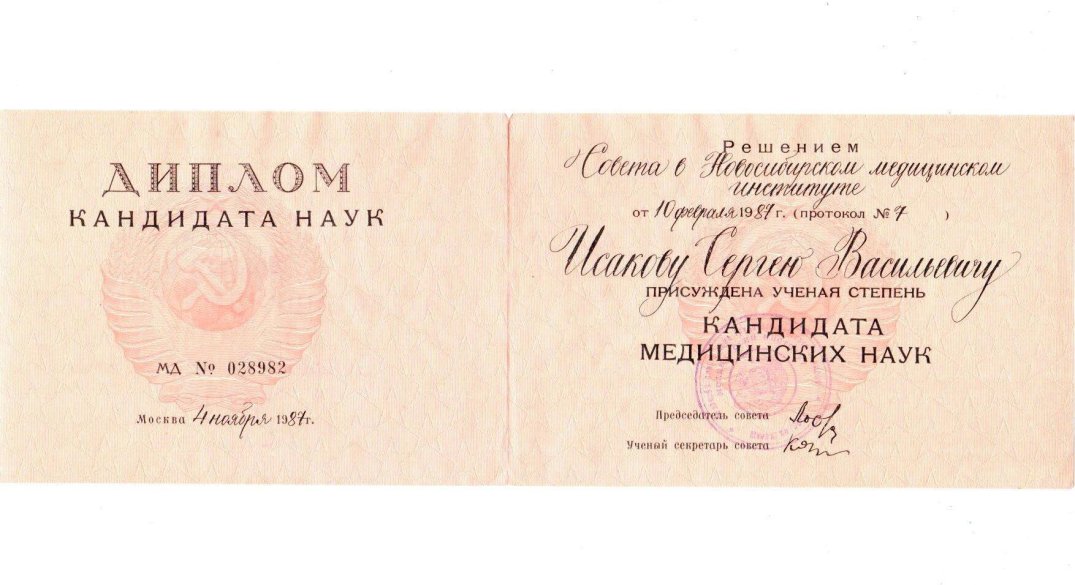 ДИПЛОМ
КАНДИДАТА НАУК
МД № 028982
Москва 4 ноября 1987г.
Решением
Совета в Новосибирском медицинском
институте
от 10 февраля 1987 г. (протокол № 7 )
Исакову Сергею Васильевичу
ПРИСУЖДЕНА УЧЕНАЯ СТЕПЕНЬ
КАНДИДАТА
МЕДИЦИНСКИХ НАУК
Председатель совета
Ученый секретарь совета